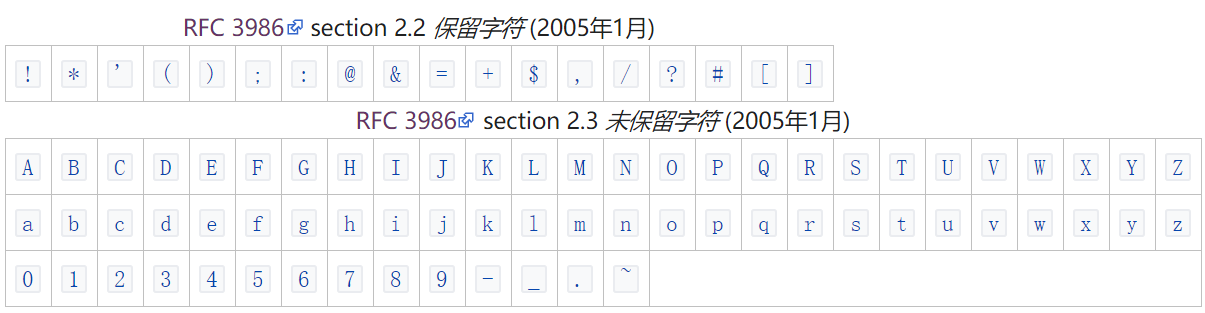 RFC 3986 section 2.2 保留字符 (2005年1月)
! * ' ( ) ; : @ & = + $ , / ? # [ ]
RFC 3986 section 2.3 未保留字符 (2005年1月)
A B C D E F G H I J K L M N O P Q R S T U V W X Y Z
a b c d e f g h i j k l m n o p q r s t u v w x y z
0 1 2 3 4 5 6 7 8 9 - _ . ~